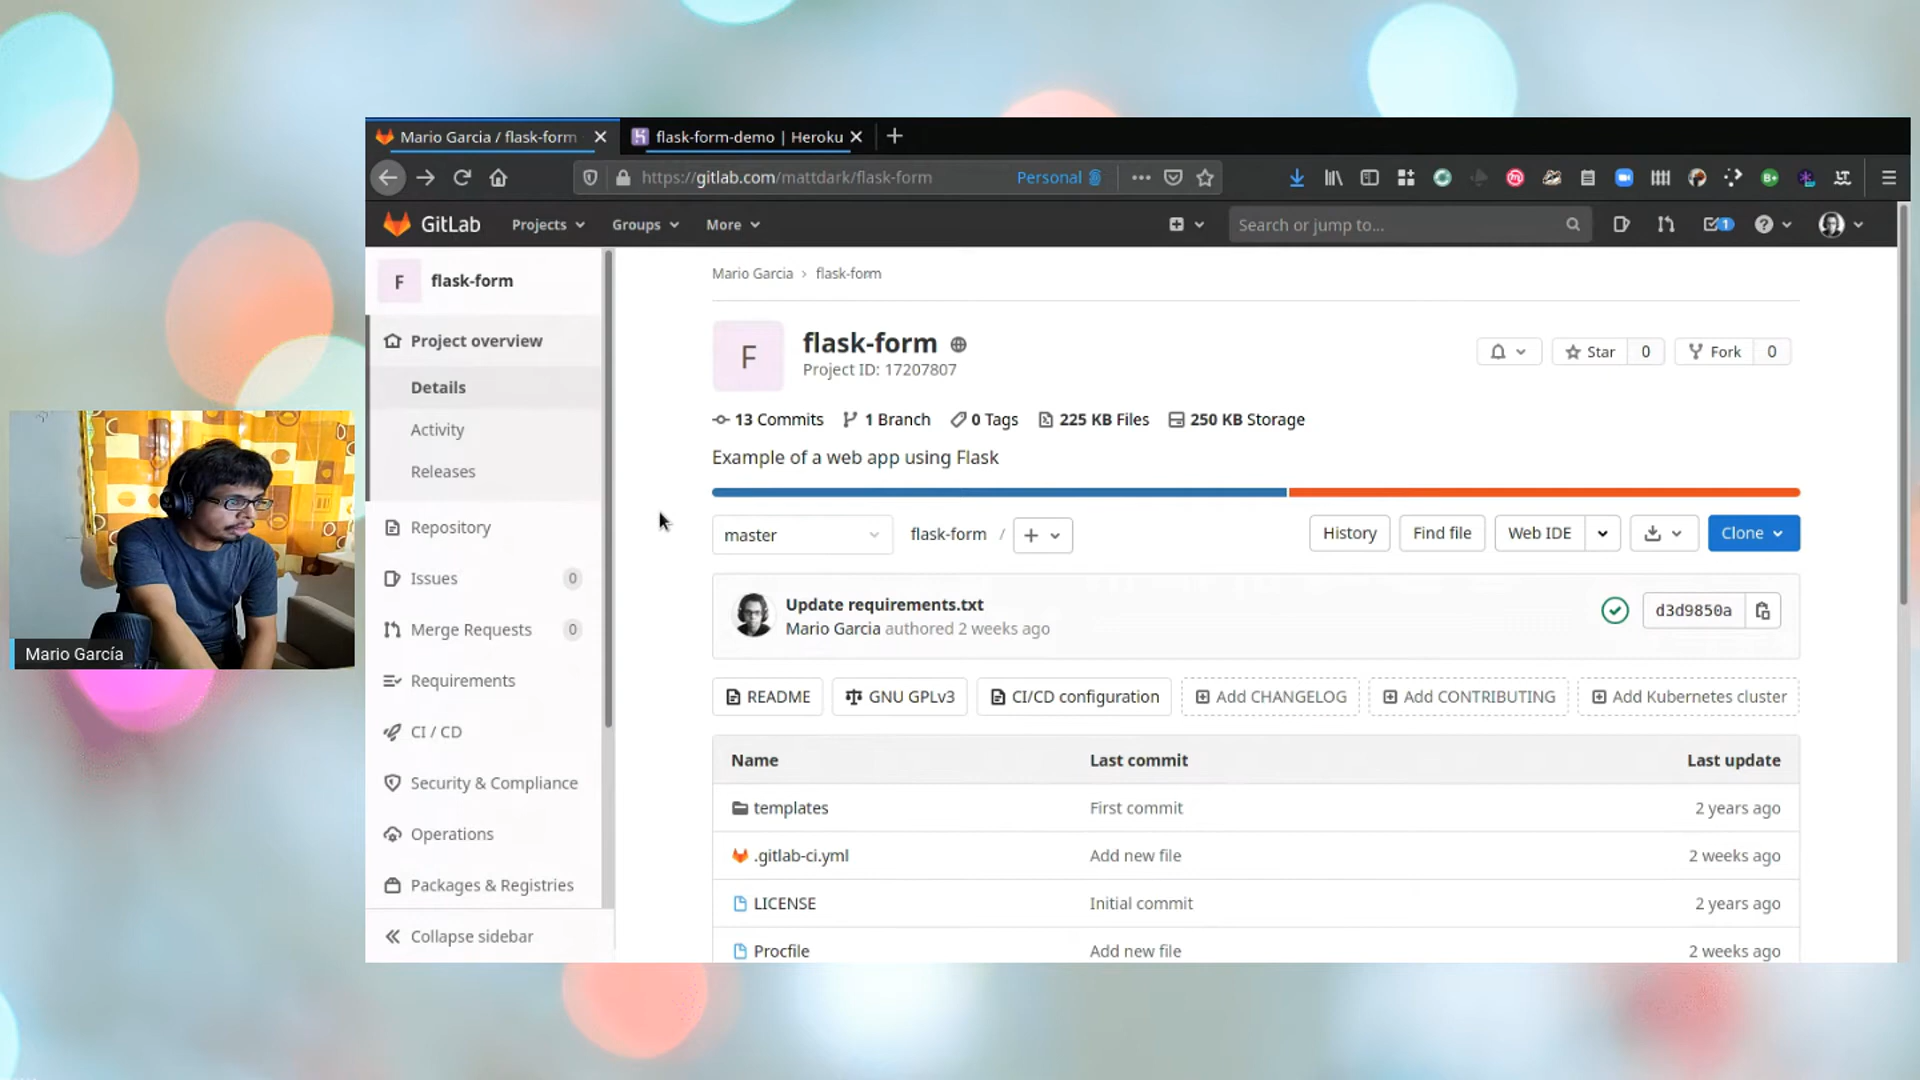 Mario Garcia / flask-form
flask-form-demo | Heroku
https://gitlab.com/mattdark/flask-form
Personal
GitLab
Projects
Groups
More
Search or jump to...
1
F
flask-form
Project overview
Details
Activity
Releases
Repository
Issues
0
Merge Requests
0
Requirements
CI / CD
Security & Compliance
Operations
Packages & Registries
Collapse sidebar
Mario Garcia › flask-form
F
flask-form
Project ID: 17207807
Star
0
Fork
0
13 Commits
1 Branch
0 Tags
225 KB Files
250 KB Storage
Example of a web app using Flask
master
flask-form /
History
Find file
Web IDE
Clone
Update requirements.txt
Mario Garcia authored 2 weeks ago
d3d9850a
README
GNU GPLv3
CI/CD configuration
Add CHANGELOG
Add CONTRIBUTING
Add Kubernetes cluster
Name Last commit Last update
templates First commit 2 years ago
.gitlab-ci.yml Add new file 2 weeks ago
LICENSE Initial commit 2 years ago
Procfile Add new file 2 weeks ago
Mario García